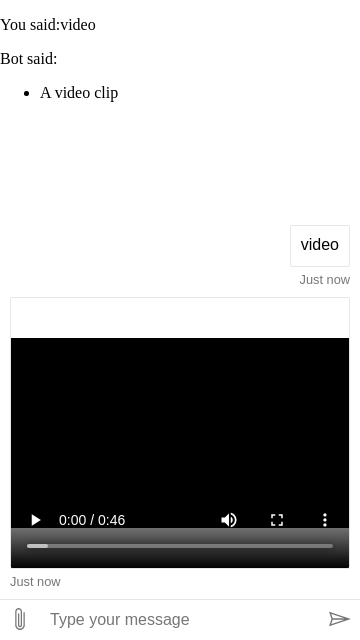 You said:video
Bot said:
• A video clip
video
Just now
0:00 / 0:46
Just now
Type your message